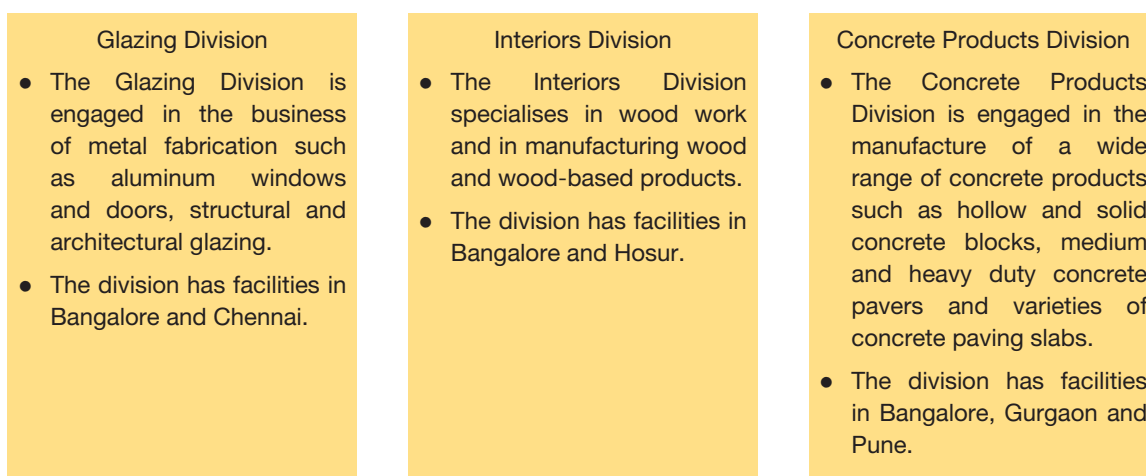 Glazing Division
● The Glazing Division is
engaged in the business
of metal fabrication such
as aluminum windows
and doors, structural and
architectural glazing.
● The division has facilities in
Bangalore and Chennai.
Interiors Division
● The Interiors Division
specialises in wood work
and in manufacturing wood
and wood-based products.
● The division has facilities in
Bangalore and Hosur.
Concrete Products Division
● The Concrete Products
Division is engaged in the
manufacture of a wide
range of concrete products
such as hollow and solid
concrete blocks, medium
and heavy duty concrete
pavers and varieties of
concrete paving slabs.
● The division has facilities
in Bangalore, Gurgaon and
Pune.